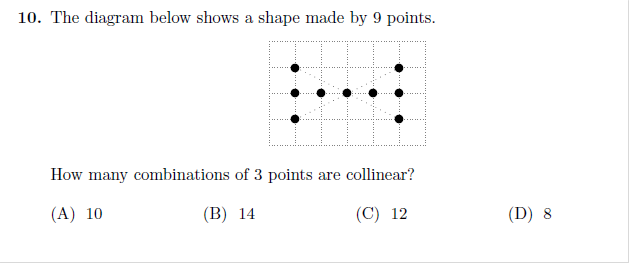 10. The diagram below shows a shape made by 9 points.
How many combinations of 3 points are collinear?
(A) 10 (B) 14 (C) 12 (D) 8